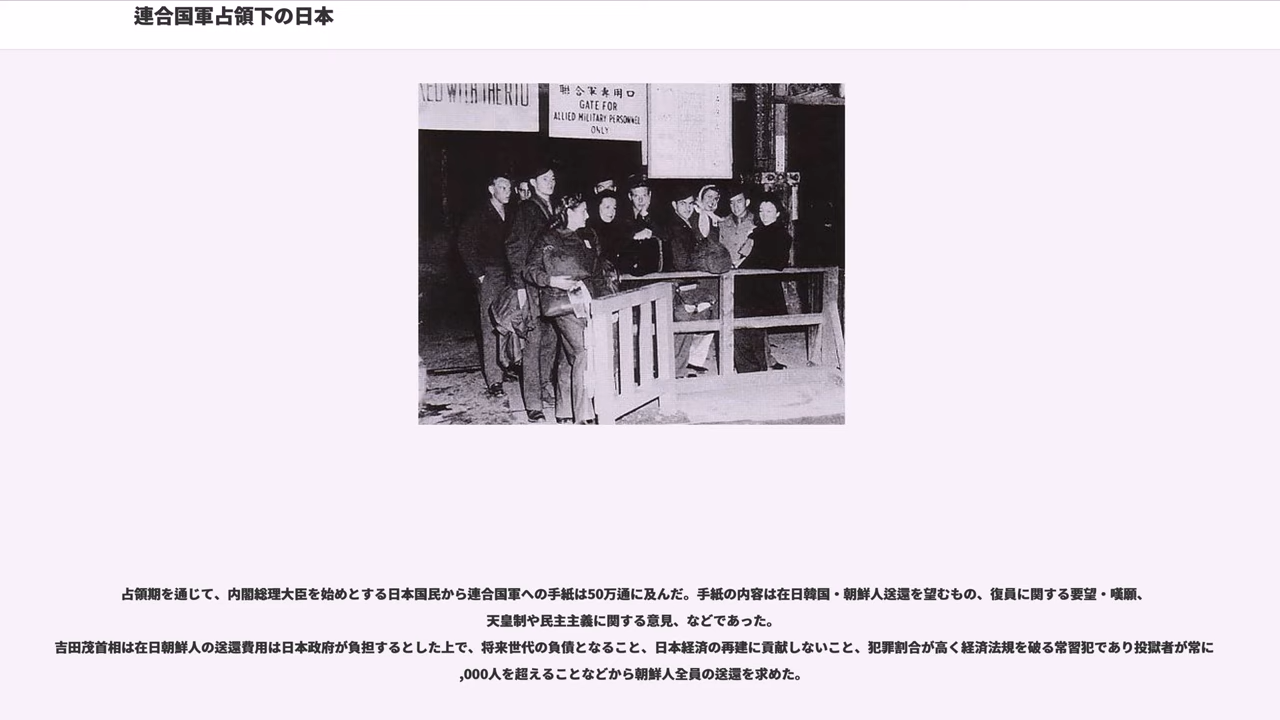 連合国軍占領下の日本
聯合軍専用口
GATE FOR
ALLIED MILITARY PERSONNEL
ONLY
占領期を通じて、内閣総理大臣を始めとする日本国民から連合国軍への手紙は50万通に及んだ。手紙の内容は在日韓国・朝鮮人送還を望むもの、復員に関する要望・嘆願、
天皇制や民主主義に関する意見、などであった。
吉田茂首相は在日朝鮮人の送還費用は日本政府が負担するとした上で、将来世代の負債となること、日本経済の再建に貢献しないこと、犯罪割合が高く経済法規を破る常習犯であり投獄者が常に
,000人を超えることなどから朝鮮人全員の送還を求めた。